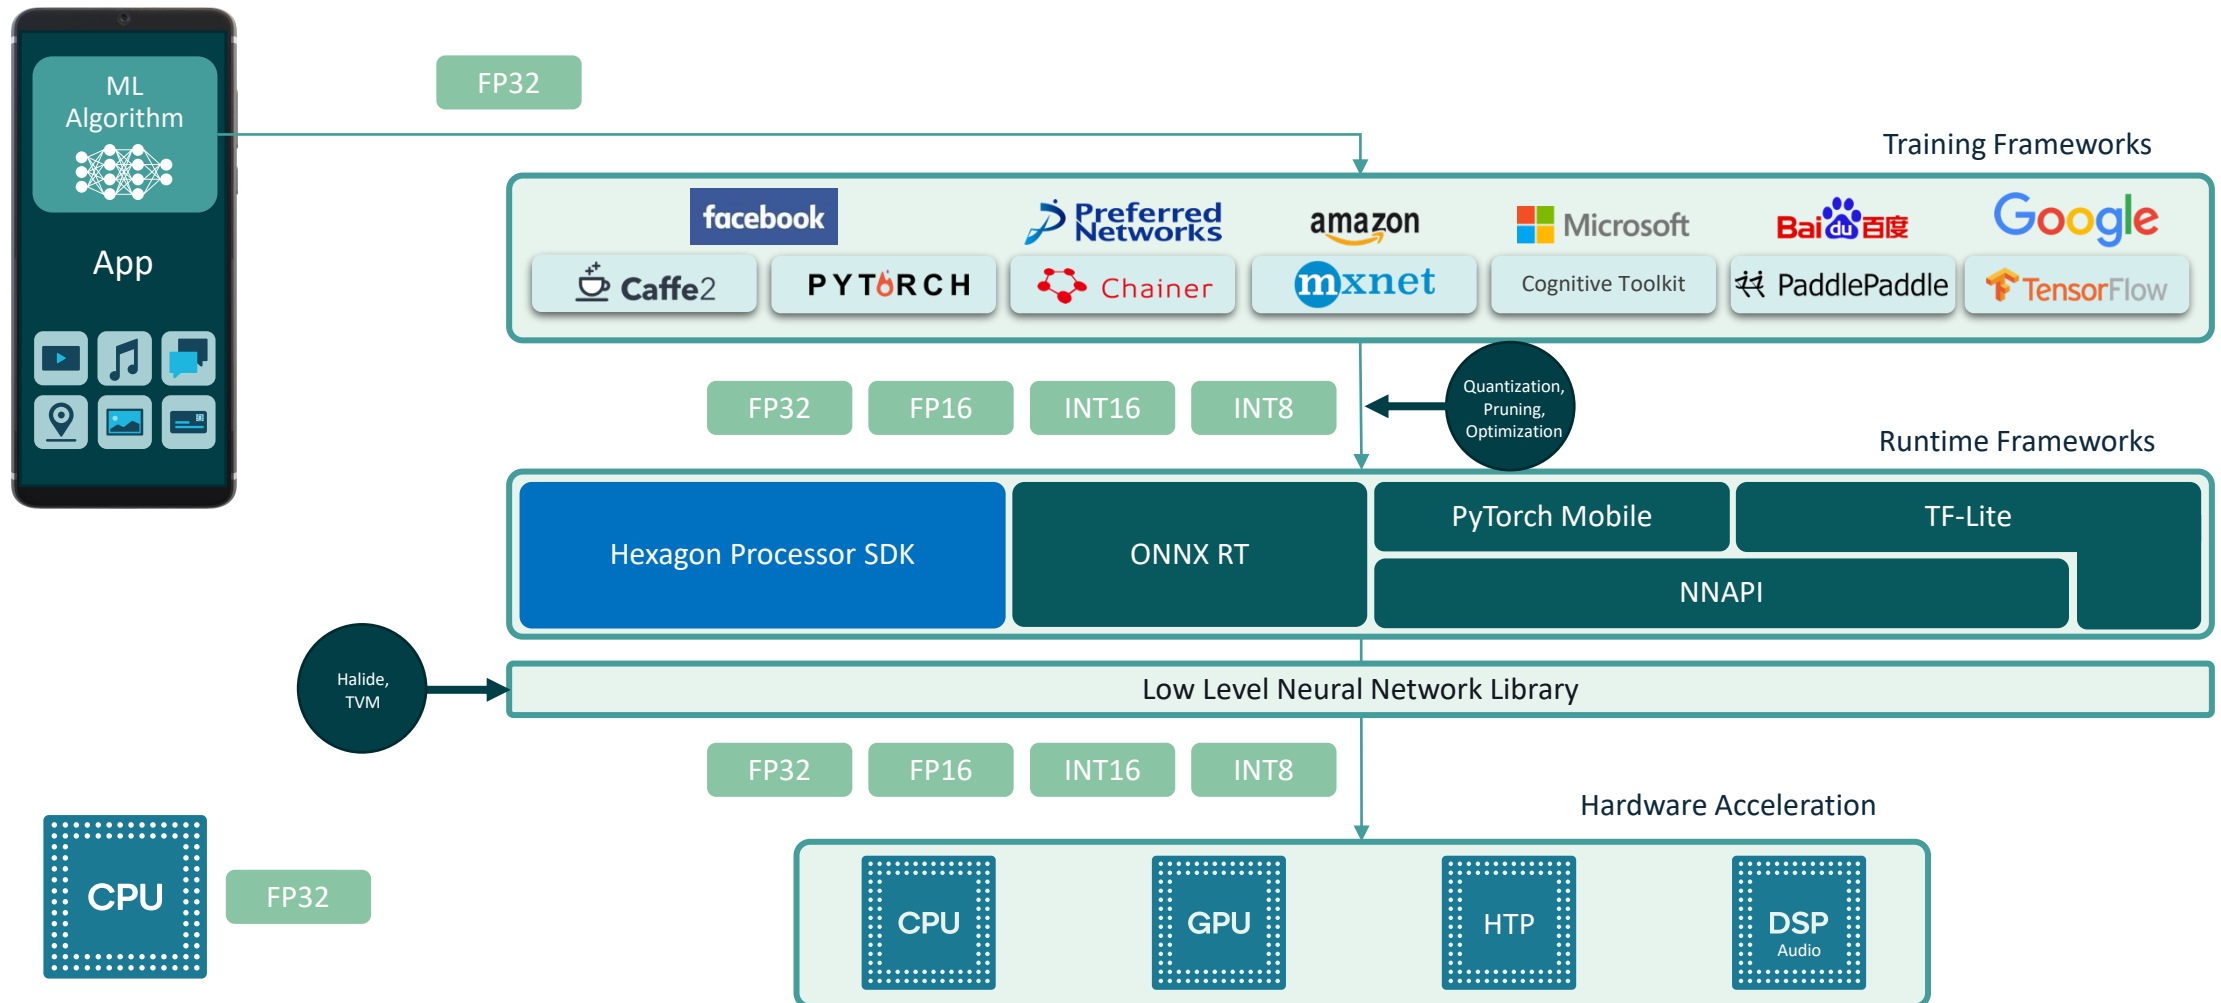 ML
Algorithm
App
FP32
Training Frameworks
facebook
Preferred
Networks
amazon
Microsoft
Bai du 百度
Google
Caffe2
PYTORCH
Chainer
mxnet
Cognitive Toolkit
PaddlePaddle
TensorFlow
FP32
FP16
INT16
INT8
Quantization,
Pruning,
Optimization
Runtime Frameworks
Hexagon Processor SDK
ONNX RT
PyTorch Mobile
TF-Lite
NNAPI
Halide,
TVM
Low Level Neural Network Library
FP32
FP16
INT16
INT8
Hardware Acceleration
CPU
FP32
CPU
GPU
HTP
DSP
Audio